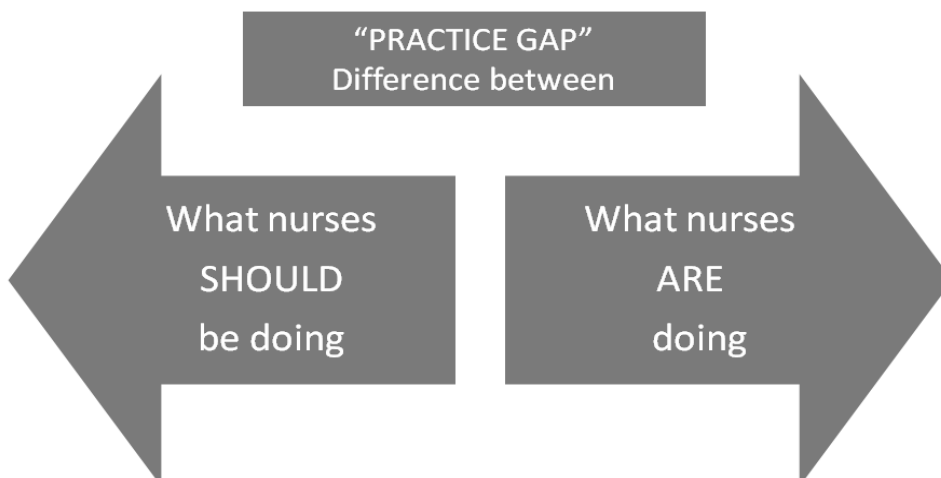 “PRACTICE GAP”
Difference between
What nurses
SHOULD
be doing
What nurses
ARE
doing